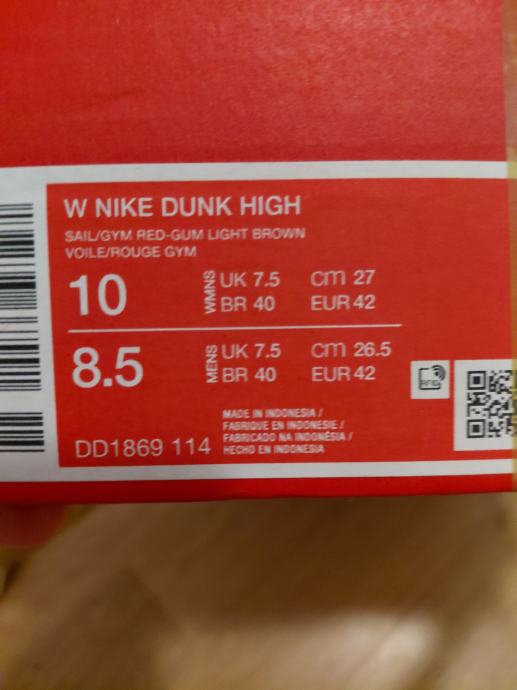 W NIKE DUNK HIGH
SAIL/GYM RED-GUM LIGHT BROWN
VOILE/ROUGE GYM
10 WMNS UK 7.5 cm 27
BR 40 EUR 42
8.5 MENS UK 7.5 cm 26.5
BR 40 EUR 42
RFID
MADE IN INDONESIA /
FABRIQUE EN INDONESIE /
FABRICADO NA INDONÉSIA /
HECHO EN INDONESIA
DD1869 114